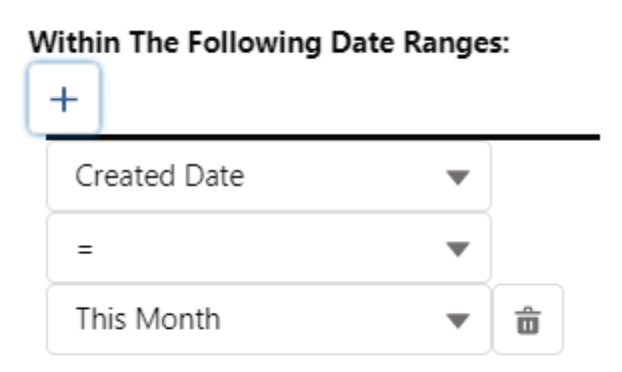 Within The Following Date Ranges:
+
Created Date
=
This Month